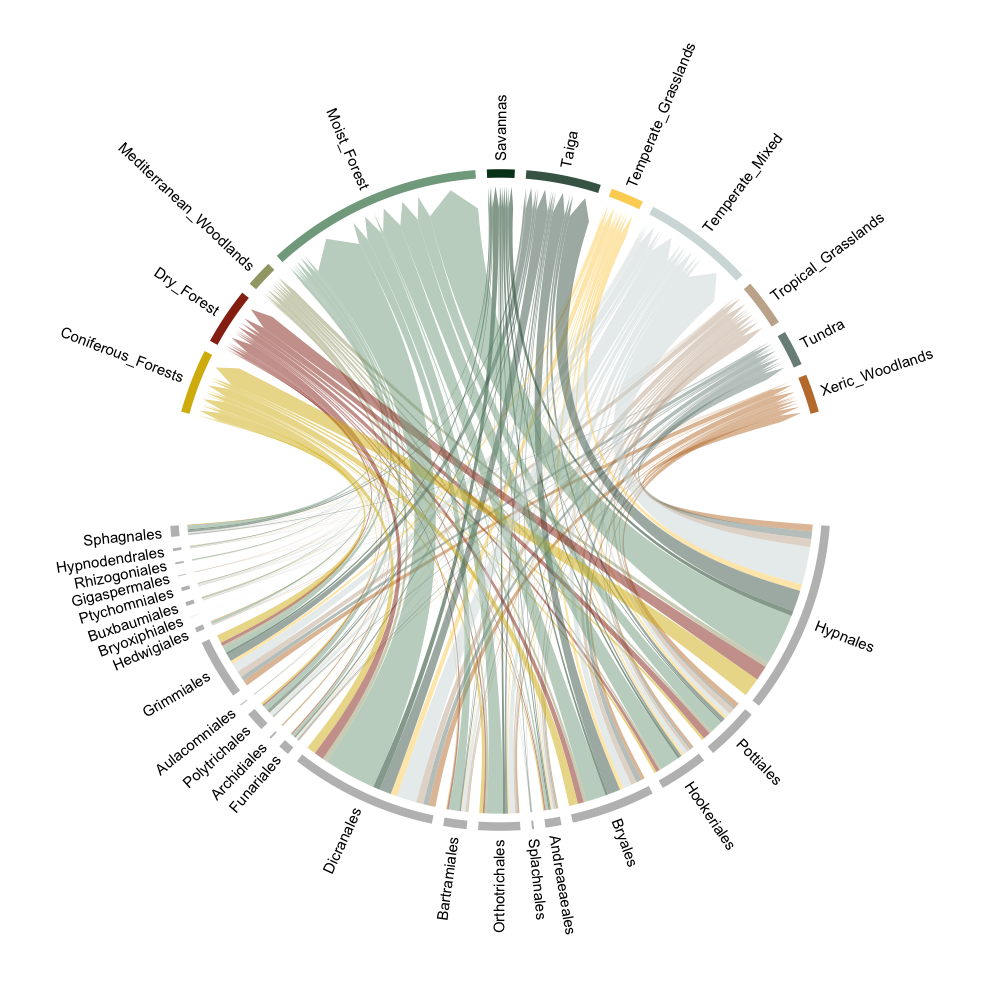 Savannas
Taiga
Temperate_Grasslands
Temperate_Mixed
Tropical_Grasslands
Tundra
Xeric_Woodlands
Moist_Forest
Mediterranean_Woodlands
Dry_Forest
Coniferous_Forests
Sphagnales
Hypnodendrales
Rhizogoniales
Gigaspermales
Ptychomniales
Buxbaumiales
Bryoxiphiales
Hedwigiales
Grimmiales
Aulacomniales
Polytrichales
Archidiales
Funariales
Dicranales
Bartramiales
Orthotrichales
Splachnales
Andreaeaeales
Bryales
Hookeriales
Pottiales
Hypnales